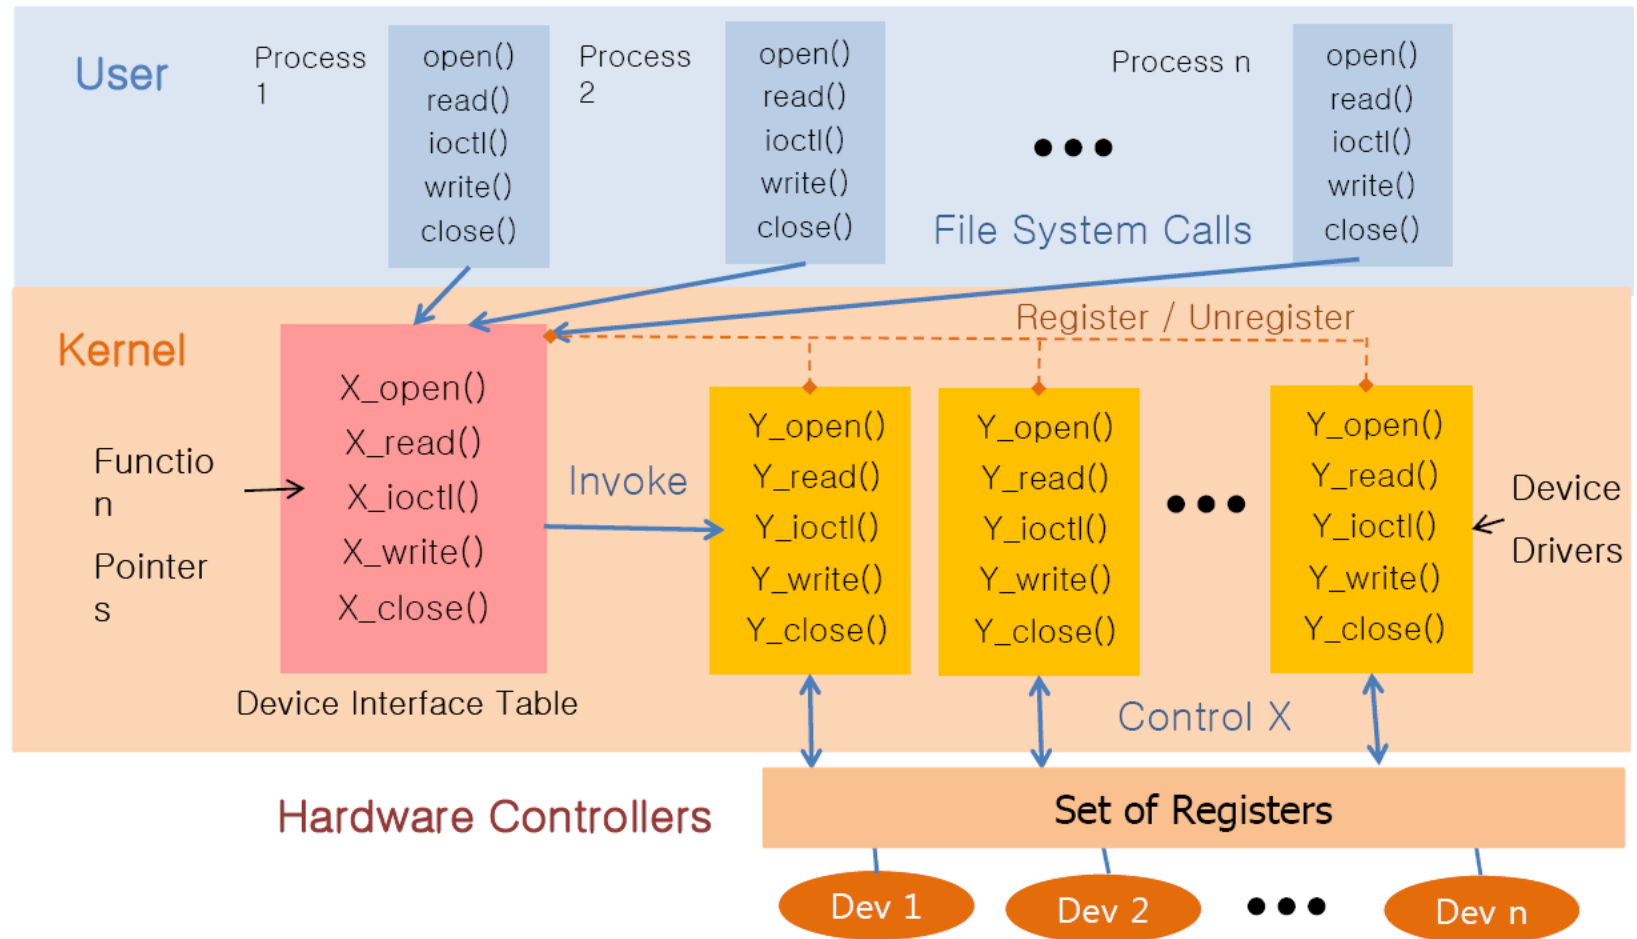 User
Process
1
open()
read()
ioctl()
write()
close()
Process
2
open()
read()
ioctl()
write()
close()
Process n
open()
read()
ioctl()
write()
close()
File System Calls
Kernel
Register / Unregister
Functio
n
Pointer
s
X_open()
X_read()
X_ioctl()
X_write()
X_close()
Device Interface Table
Invoke
Y_open()
Y_read()
Y_ioctl()
Y_write()
Y_close()
Y_open()
Y_read()
Y_ioctl()
Y_write()
Y_close()
Y_open()
Y_read()
Y_ioctl()
Y_write()
Y_close()
Device
Drivers
Control X
Hardware Controllers
Set of Registers
Dev 1
Dev 2
Dev n